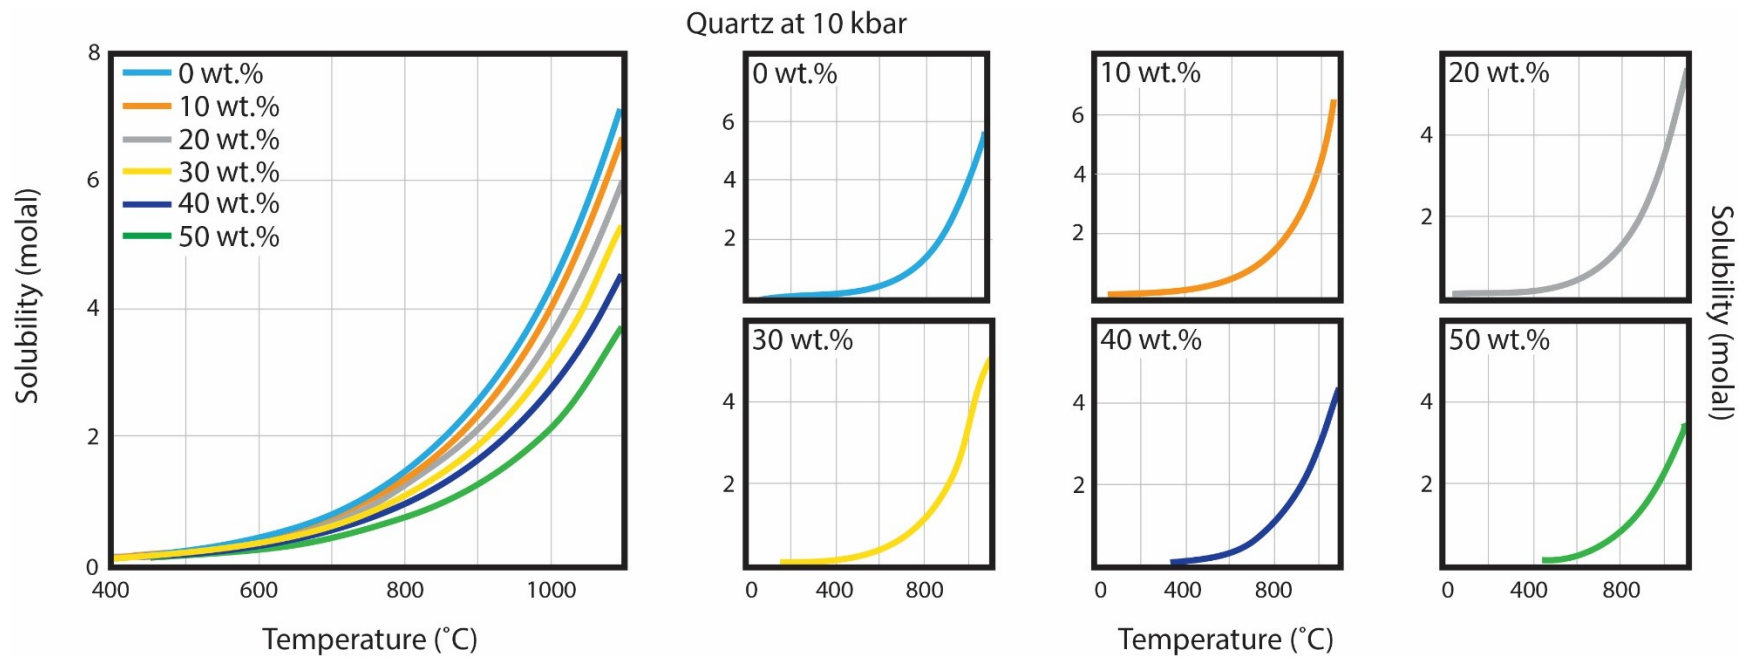 Quartz at 10 kbar
Solubility (molal)
8
6
4
2
0
0 wt.%
10 wt.%
20 wt.%
30 wt.%
40 wt.%
50 wt.%
400 600 800 1000
Temperature (˚C)
0 wt.%
6
4
2
10 wt.%
6
4
2
20 wt.%
4
2
30 wt.%
4
2
0 400 800
40 wt.%
4
2
0 400 800
50 wt.%
4
2
0 400 800
Temperature (˚C)
Solubility (molal)